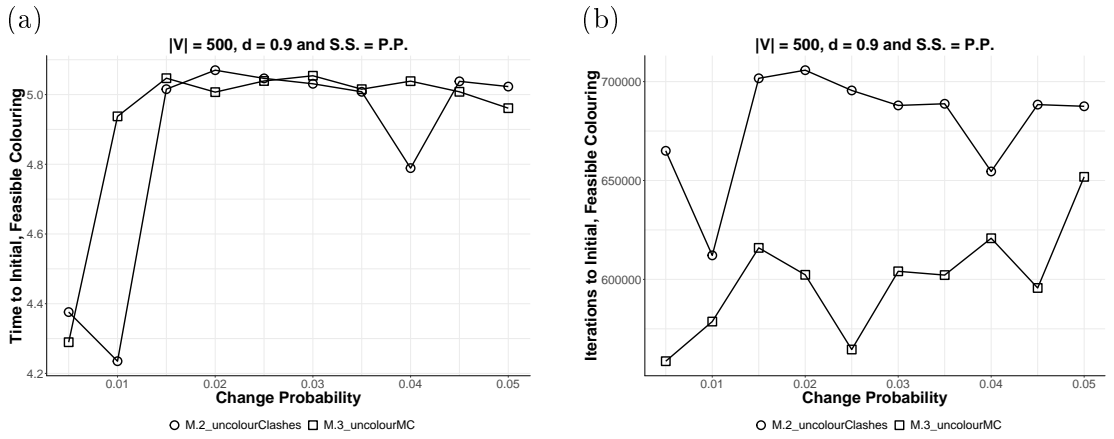 (a)
|V| = 500, d = 0.9 and S.S. = P.P.
Time to Initial, Feasible Colouring
5.0
4.8
4.6
4.4
4.2
0.01 0.02 0.03 0.04 0.05
Change Probability
M.2_uncolourClashes M.3_uncolourMC
(b)
|V| = 500, d = 0.9 and S.S. = P.P.
Iterations to Initial, Feasible Colouring
700000
650000
600000
0.01 0.02 0.03 0.04 0.05
Change Probability
M.2_uncolourClashes M.3_uncolourMC